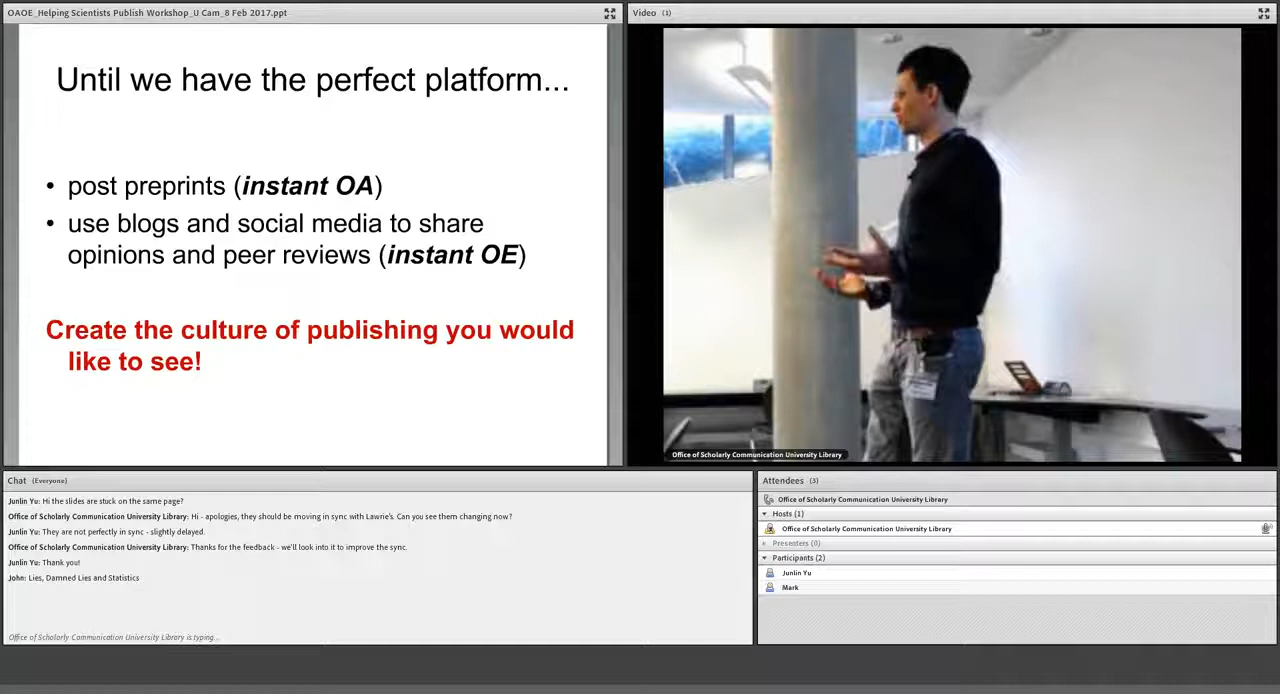 OAOE_Helping Scientists Publish Workshop_U Cam_8 Feb 2017.ppt
Until we have the perfect platform...
• post preprints (instant OA)
• use blogs and social media to share
opinions and peer reviews (instant OE)
Create the culture of publishing you would
like to see!
Video (1)
Office of Scholarly Communication University Library
Chat (Everyone)
Junlin Yu: Hi the slides are stuck on the same page?
Office of Scholarly Communication University Library: Hi - apologies, they should be moving in sync with Lawrie's. Can you see them changing now?
Junlin Yu: They are not perfectly in sync - slightly delayed.
Office of Scholarly Communication University Library: Thanks for the feedback - we'll look into it to improve the sync.
Junlin Yu: Thank you!
John: Lies, Damned Lies and Statistics
Office of Scholarly Communication University Library is typing...
Attendees (3)
Office of Scholarly Communication University Library
Hosts (1)
Office of Scholarly Communication University Library
Presenters (0)
Participants (2)
Junlin Yu
Mark